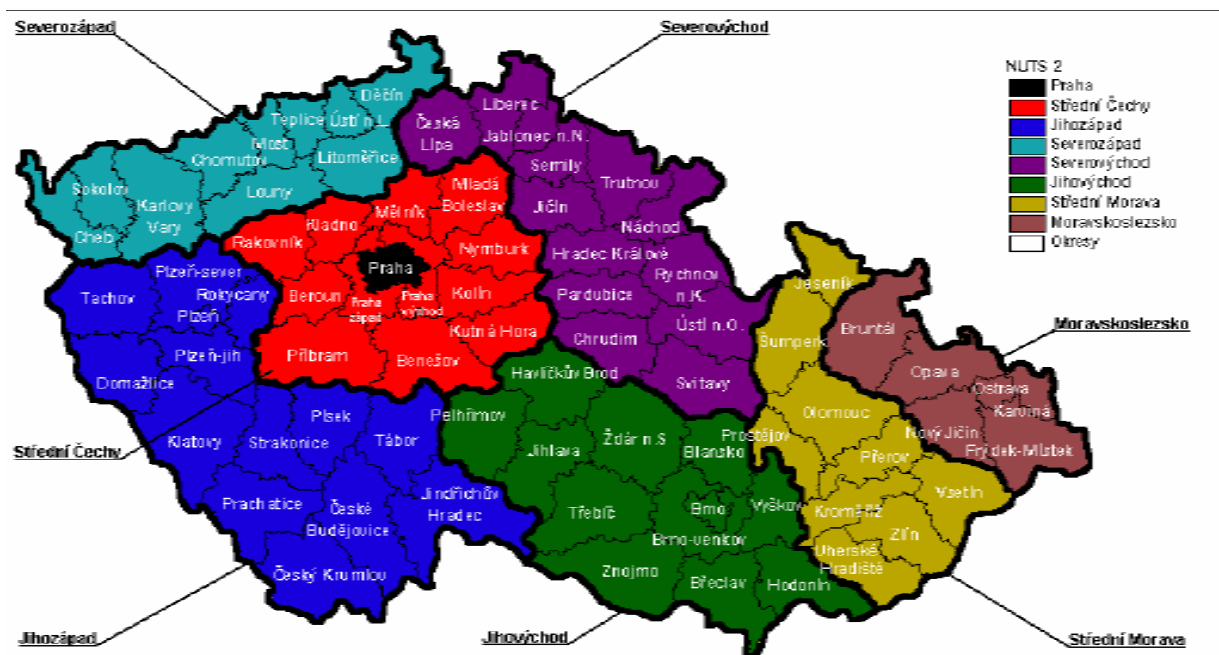 Severozápad
Severovýchod
NUTS 2
Praha
Střední Čechy
Jihozápad
Severozápad
Severovýchod
Jihovýchod
Střední Morava
Moravskoslezsko
Okresy
Děčín
Teplice
Ústí n.L.
Most
Chomutov
Litoměřice
Louny
Sokolov
Karlovy
Vary
Cheb
Liberec
Česká
Lípa
Jablonec n.N.
Semily
Trutnov
Jičín
Náchod
Hradec Králové
Rychnov
n.K.
Pardubice
Ústí n.O.
Chrudim
Svitavy
Mladá
Boleslav
Mělník
Kladno
Rakovník
Nymburk
Praha
Beroun
Praha
západ
Praha
východ
Kolín
Kutná Hora
Příbram
Benešov
Plzeň-sever
Tachov
Rokycany
Plzeň
Plzeň-jih
Domažlice
Klatovy
Písek
Strakonice
Tábor
Prachatice
České
Budějovice
Jindřichův
Hradec
Český Krumlov
Havlíčkův Brod
Pelhřimov
Jihlava
Žďár n.S
Blansko
Třebíč
Brno
Vyškov
Brno-venkov
Znojmo
Břeclav
Hodonín
Jeseník
Šumperk
Olomouc
Prostějov
Přerov
Kroměříž
Vsetín
Zlín
Uherské
Hradiště
Bruntál
Opava
Ostrava
Karviná
Nový Jičín
Frýdek-Místek
Moravskoslezsko
Střední Čechy
Jihozápad
Jihovýchod
Střední Morava